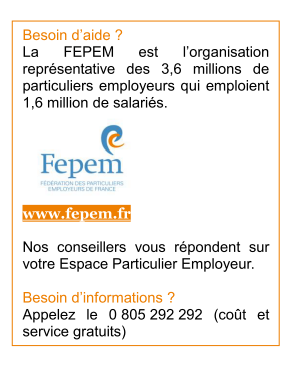 Besoin d’aide ?
La FEPEM est l’organisation
représentative des 3,6 millions de
particuliers employeurs qui emploient
1,6 million de salariés.
Fepem
FÉDÉRATION DES PARTICULIERS
EMPLOYEURS DE FRANCE
www.fepem.fr
Nos conseillers vous répondent sur
votre Espace Particulier Employeur.
Besoin d’informations ?
Appelez le 0 805 292 292 (coût et
service gratuits)